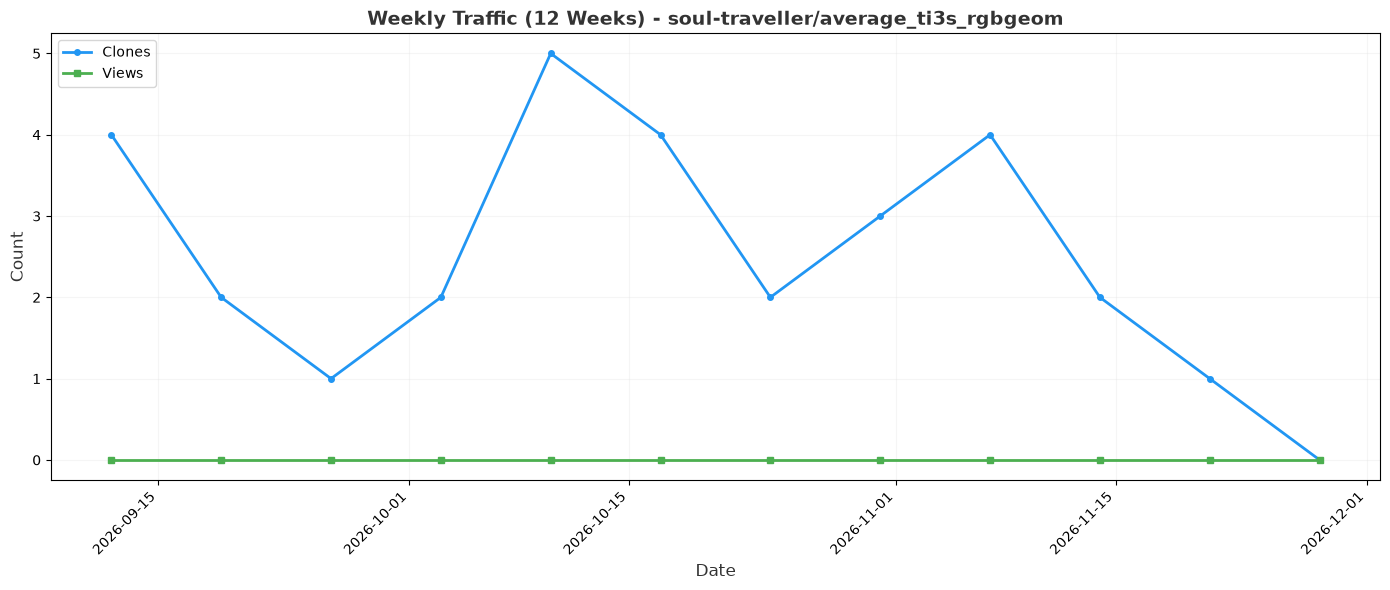 Weekly Traffic (12 Weeks) - soul-traveller/average_ti3s_rgbgeom
Clones
Views
Count
5
4
3
2
1
0
2026-09-15
2026-10-01
2026-10-15
2026-11-01
2026-11-15
2026-12-01
Date